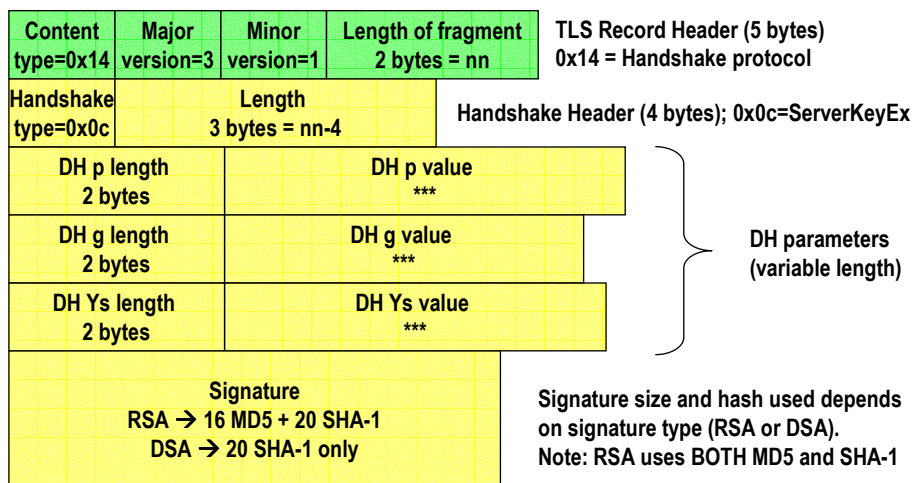 Content type=0x14
Major version=3
Minor version=1
Length of fragment
2 bytes = nn
TLS Record Header (5 bytes)
0x14 = Handshake protocol
Handshake type=0x0c
Length
3 bytes = nn-4
Handshake Header (4 bytes); 0x0c=ServerKeyEx
DH p length
2 bytes
DH p value
***
DH g length
2 bytes
DH g value
***
DH parameters
(variable length)
DH Ys length
2 bytes
DH Ys value
***
Signature
RSA → 16 MD5 + 20 SHA-1
DSA → 20 SHA-1 only
Signature size and hash used depends
on signature type (RSA or DSA).
Note: RSA uses BOTH MD5 and SHA-1